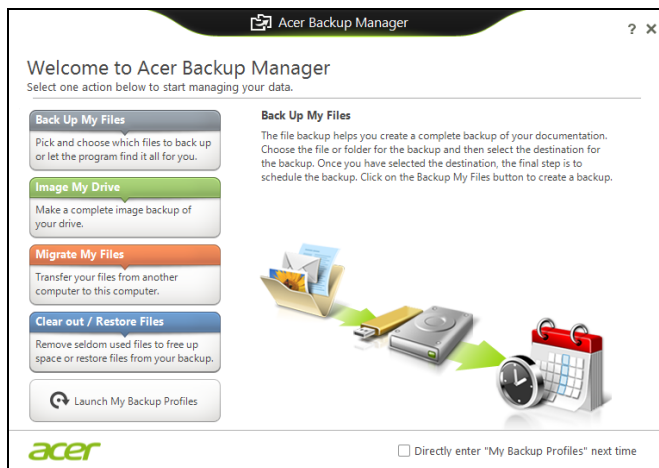 Acer Backup Manager
? X
Welcome to Acer Backup Manager
Select one action below to start managing your data.
Back Up My Files
Pick and choose which files to back up
or let the program find it all for you.
Image My Drive
Make a complete image backup of
your drive.
Migrate My Files
Transfer your files from another
computer to this computer.
Clear out / Restore Files
Remove seldom used files to free up
space or restore files from your backup.
Launch My Backup Profiles
Back Up My Files
The file backup helps you create a complete backup of your documentation.
Choose the file or folder for the backup and then select the destination for
the backup. Once you have selected the destination, the final step is to
schedule the backup. Click on the Backup My Files button to create a backup.
acer
Directly enter "My Backup Profiles" next time